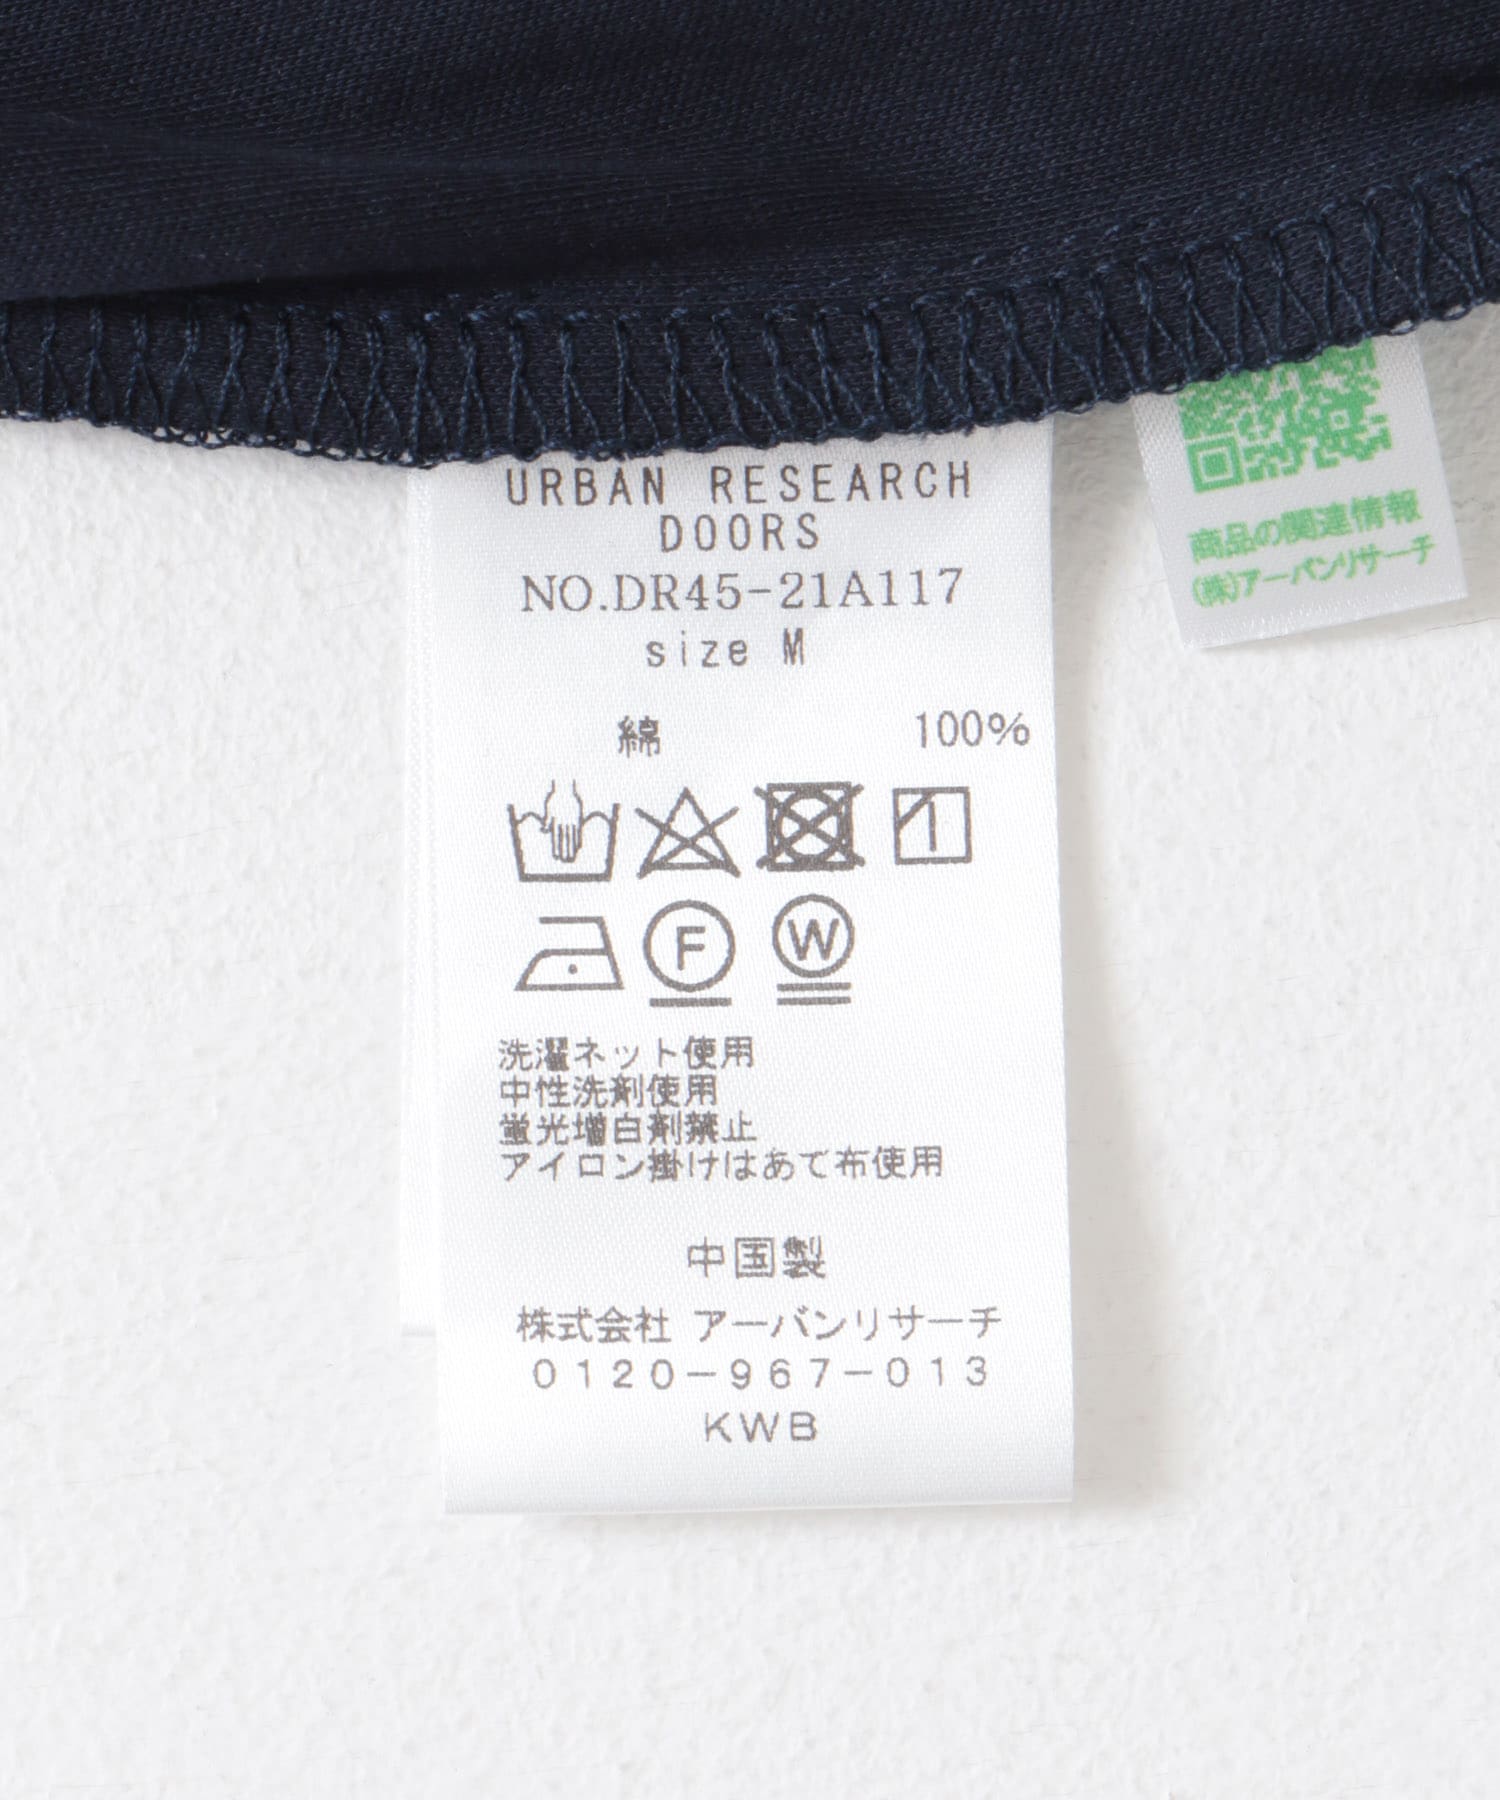 URBAN RESEARCH
DOORS
NO.DR45-21A117
size M
綿 100%
F W
洗濯ネット使用
中性洗剤使用
蛍光増白剤禁止
アイロン掛けはあて布使用
中国製
株式会社 アーバンリサーチ
0120-967-013
KWB
商品の関連情報
(株)アーバンリサーチ